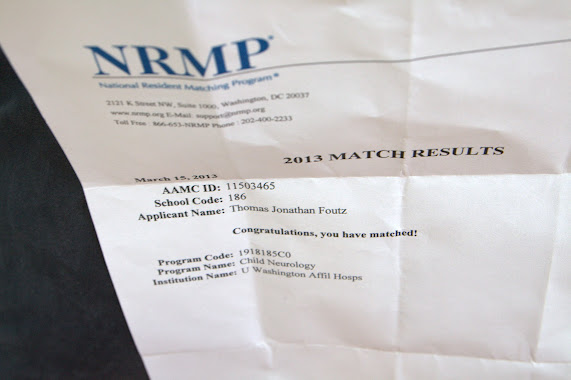 NRMP®
National Resident Matching Program®
2121 K Street NW, Suite 1000, Washington, DC 20037
www.nrmp.org E-Mail: support@nrmp.org
Toll Free : 866-653-NRMP Phone : 202-400-2233
2013 MATCH RESULTS
March 15, 2013
AAMC ID: 11503465
School Code: 186
Applicant Name: Thomas Jonathan Foutz
Congratulations, you have matched!
Program Code: 1918185C0
Program Name: Child Neurology
Institution Name: U Washington Affil Hosps